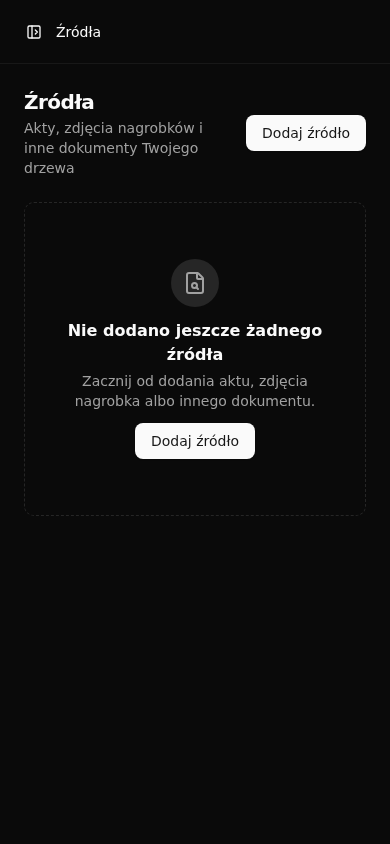 Źródła
Źródła
Akty, zdjęcia nagrobków i
inne dokumenty Twojego
drzewa
Dodaj źródło
Nie dodano jeszcze żadnego
źródła
Zacznij od dodania aktu, zdjęcia
nagrobka albo innego dokumentu.
Dodaj źródło